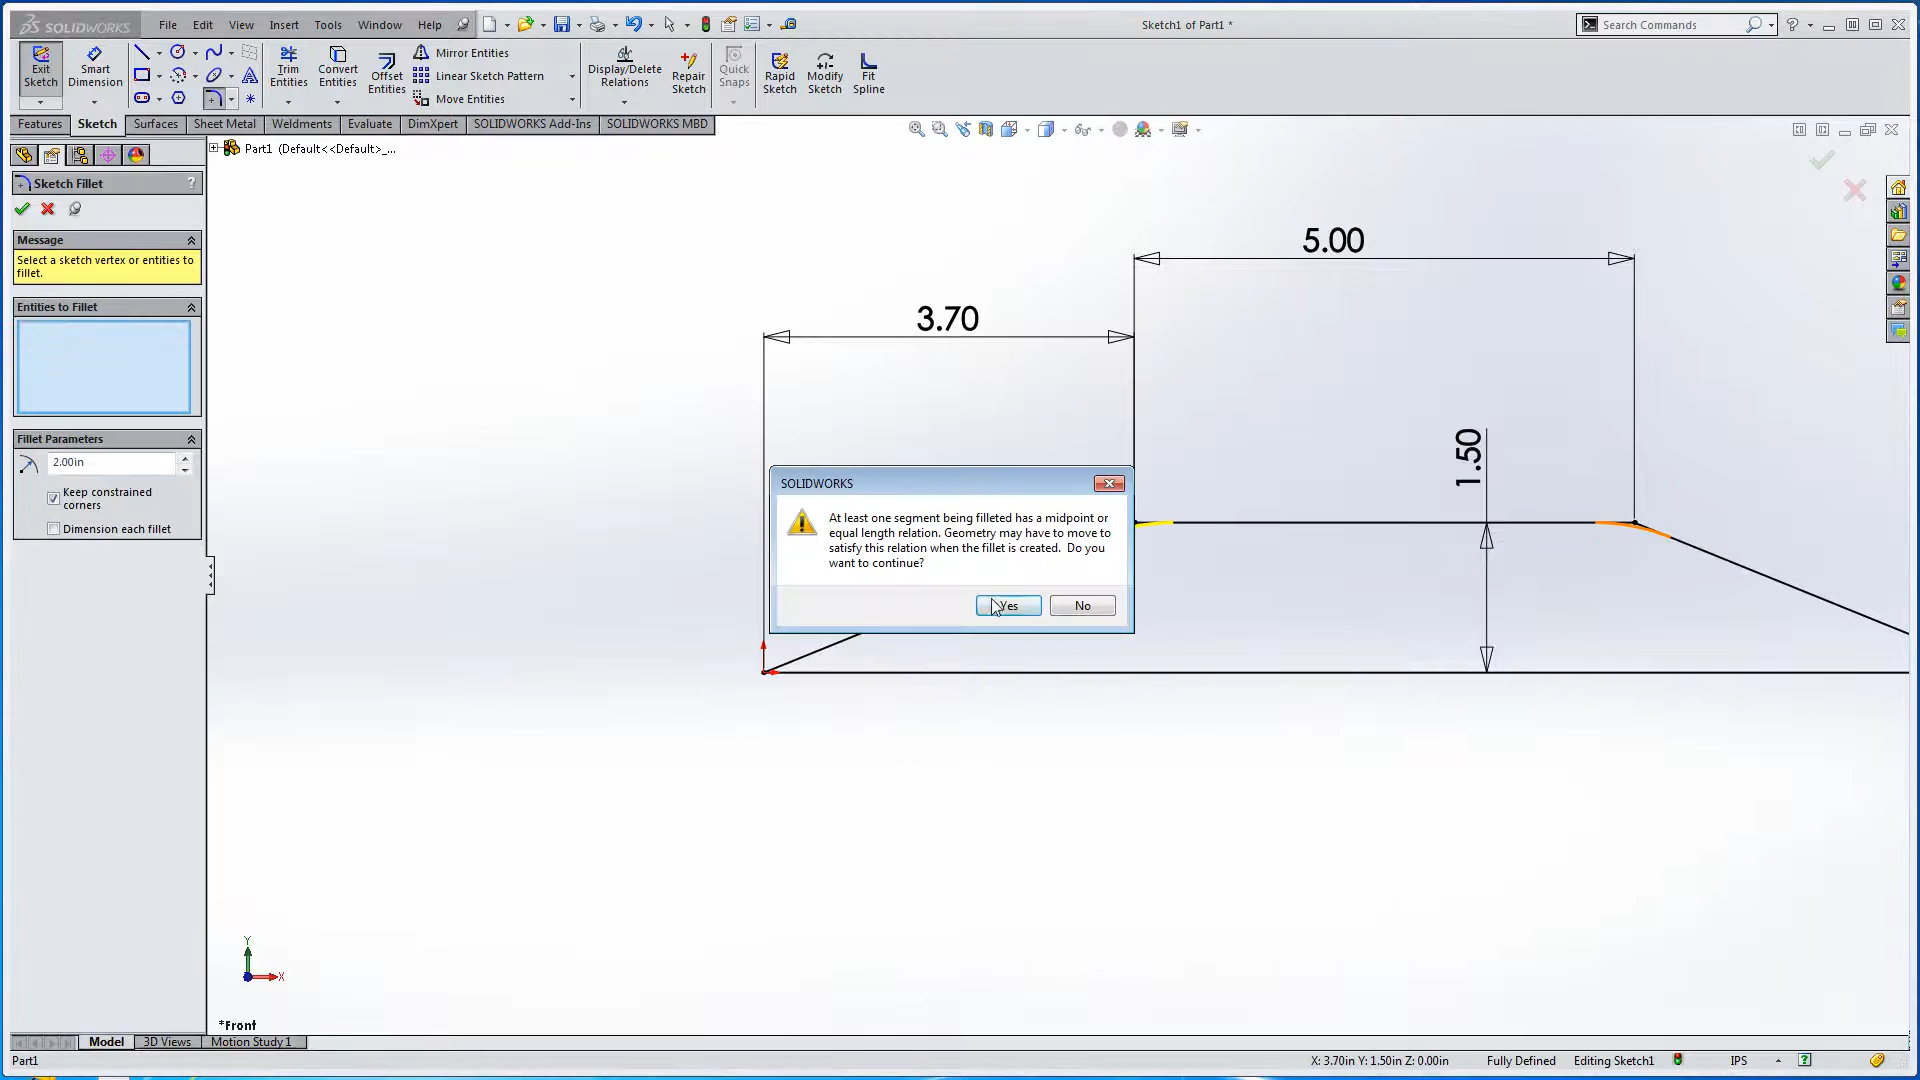 SOLIDWORKS File Edit View Insert Tools Window Help Sketch1 of Part1 * Search Commands
Exit Sketch
Smart Dimension
Trim Entities
Convert Entities
Offset Entities
Mirror Entities
Linear Sketch Pattern
Move Entities
Display/Delete Relations
Repair Sketch
Quick Snaps
Rapid Sketch
Modify Sketch
Fit Spline
Features Sketch Surfaces Sheet Metal Weldments Evaluate DimXpert SOLIDWORKS Add-Ins SOLIDWORKS MBD
Part1 (Default<<Default>_...
Sketch Fillet ?
Message
Select a sketch vertex or entities to
fillet.
Entities to Fillet
Fillet Parameters
2.00in
Keep constrained
corners
Dimension each fillet
5.00
3.70
1.50
SOLIDWORKS
At least one segment being filleted has a midpoint or
equal length relation. Geometry may have to move to
satisfy this relation when the fillet is created. Do you
want to continue?
Yes No
Y
X
*Front
Model 3D Views Motion Study 1
Part1 X: 3.70in Y: 1.50in Z: 0.00in Fully Defined Editing Sketch1 IPS